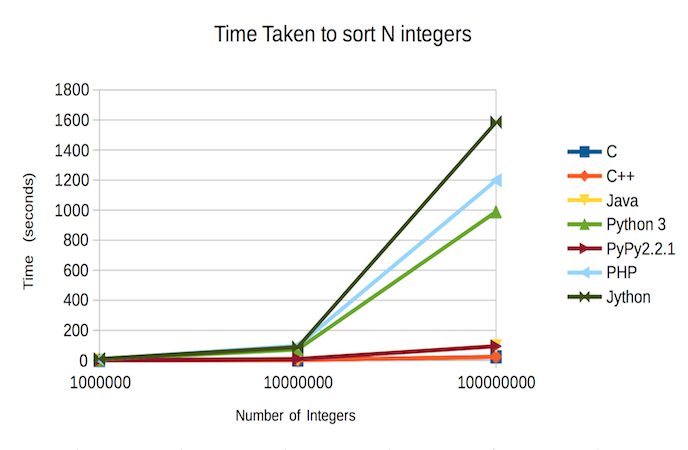 Time Taken to sort N integers
1800
1600
1400
1200
1000
800
600
400
200
0
Time (seconds)
1000000 10000000 100000000
Number of Integers
C
C++
Java
Python 3
PyPy2.2.1
PHP
Jython